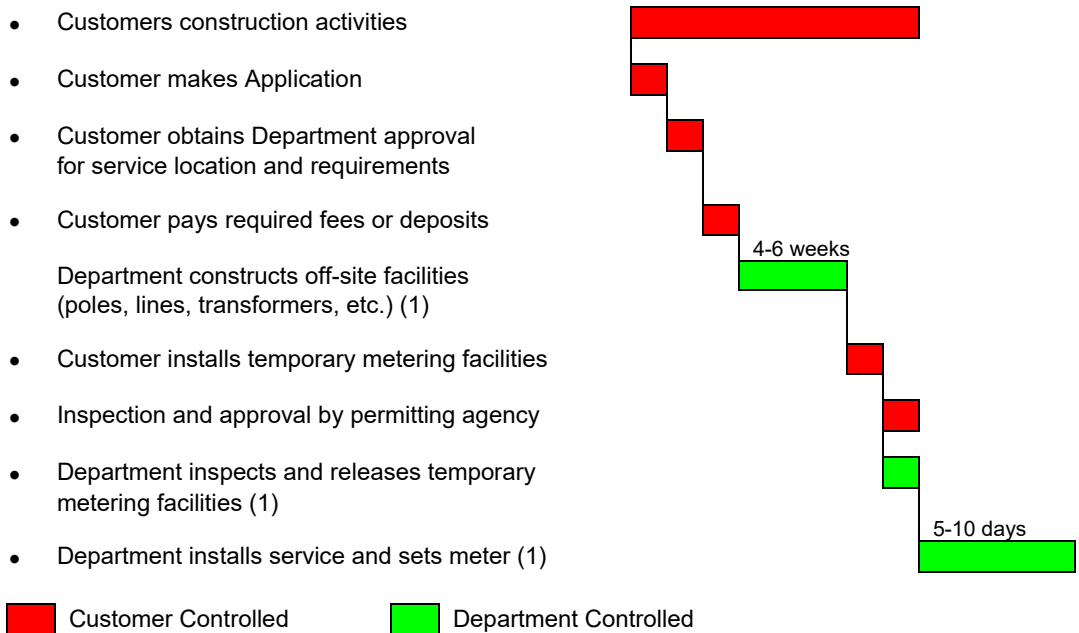 • Customers construction activities
• Customer makes Application
• Customer obtains Department approval
for service location and requirements
• Customer pays required fees or deposits
4-6 weeks
Department constructs off-site facilities
(poles, lines, transformers, etc.) (1)
• Customer installs temporary metering facilities
• Inspection and approval by permitting agency
• Department inspects and releases temporary
metering facilities (1)
5-10 days
• Department installs service and sets meter (1)
Customer Controlled
Department Controlled